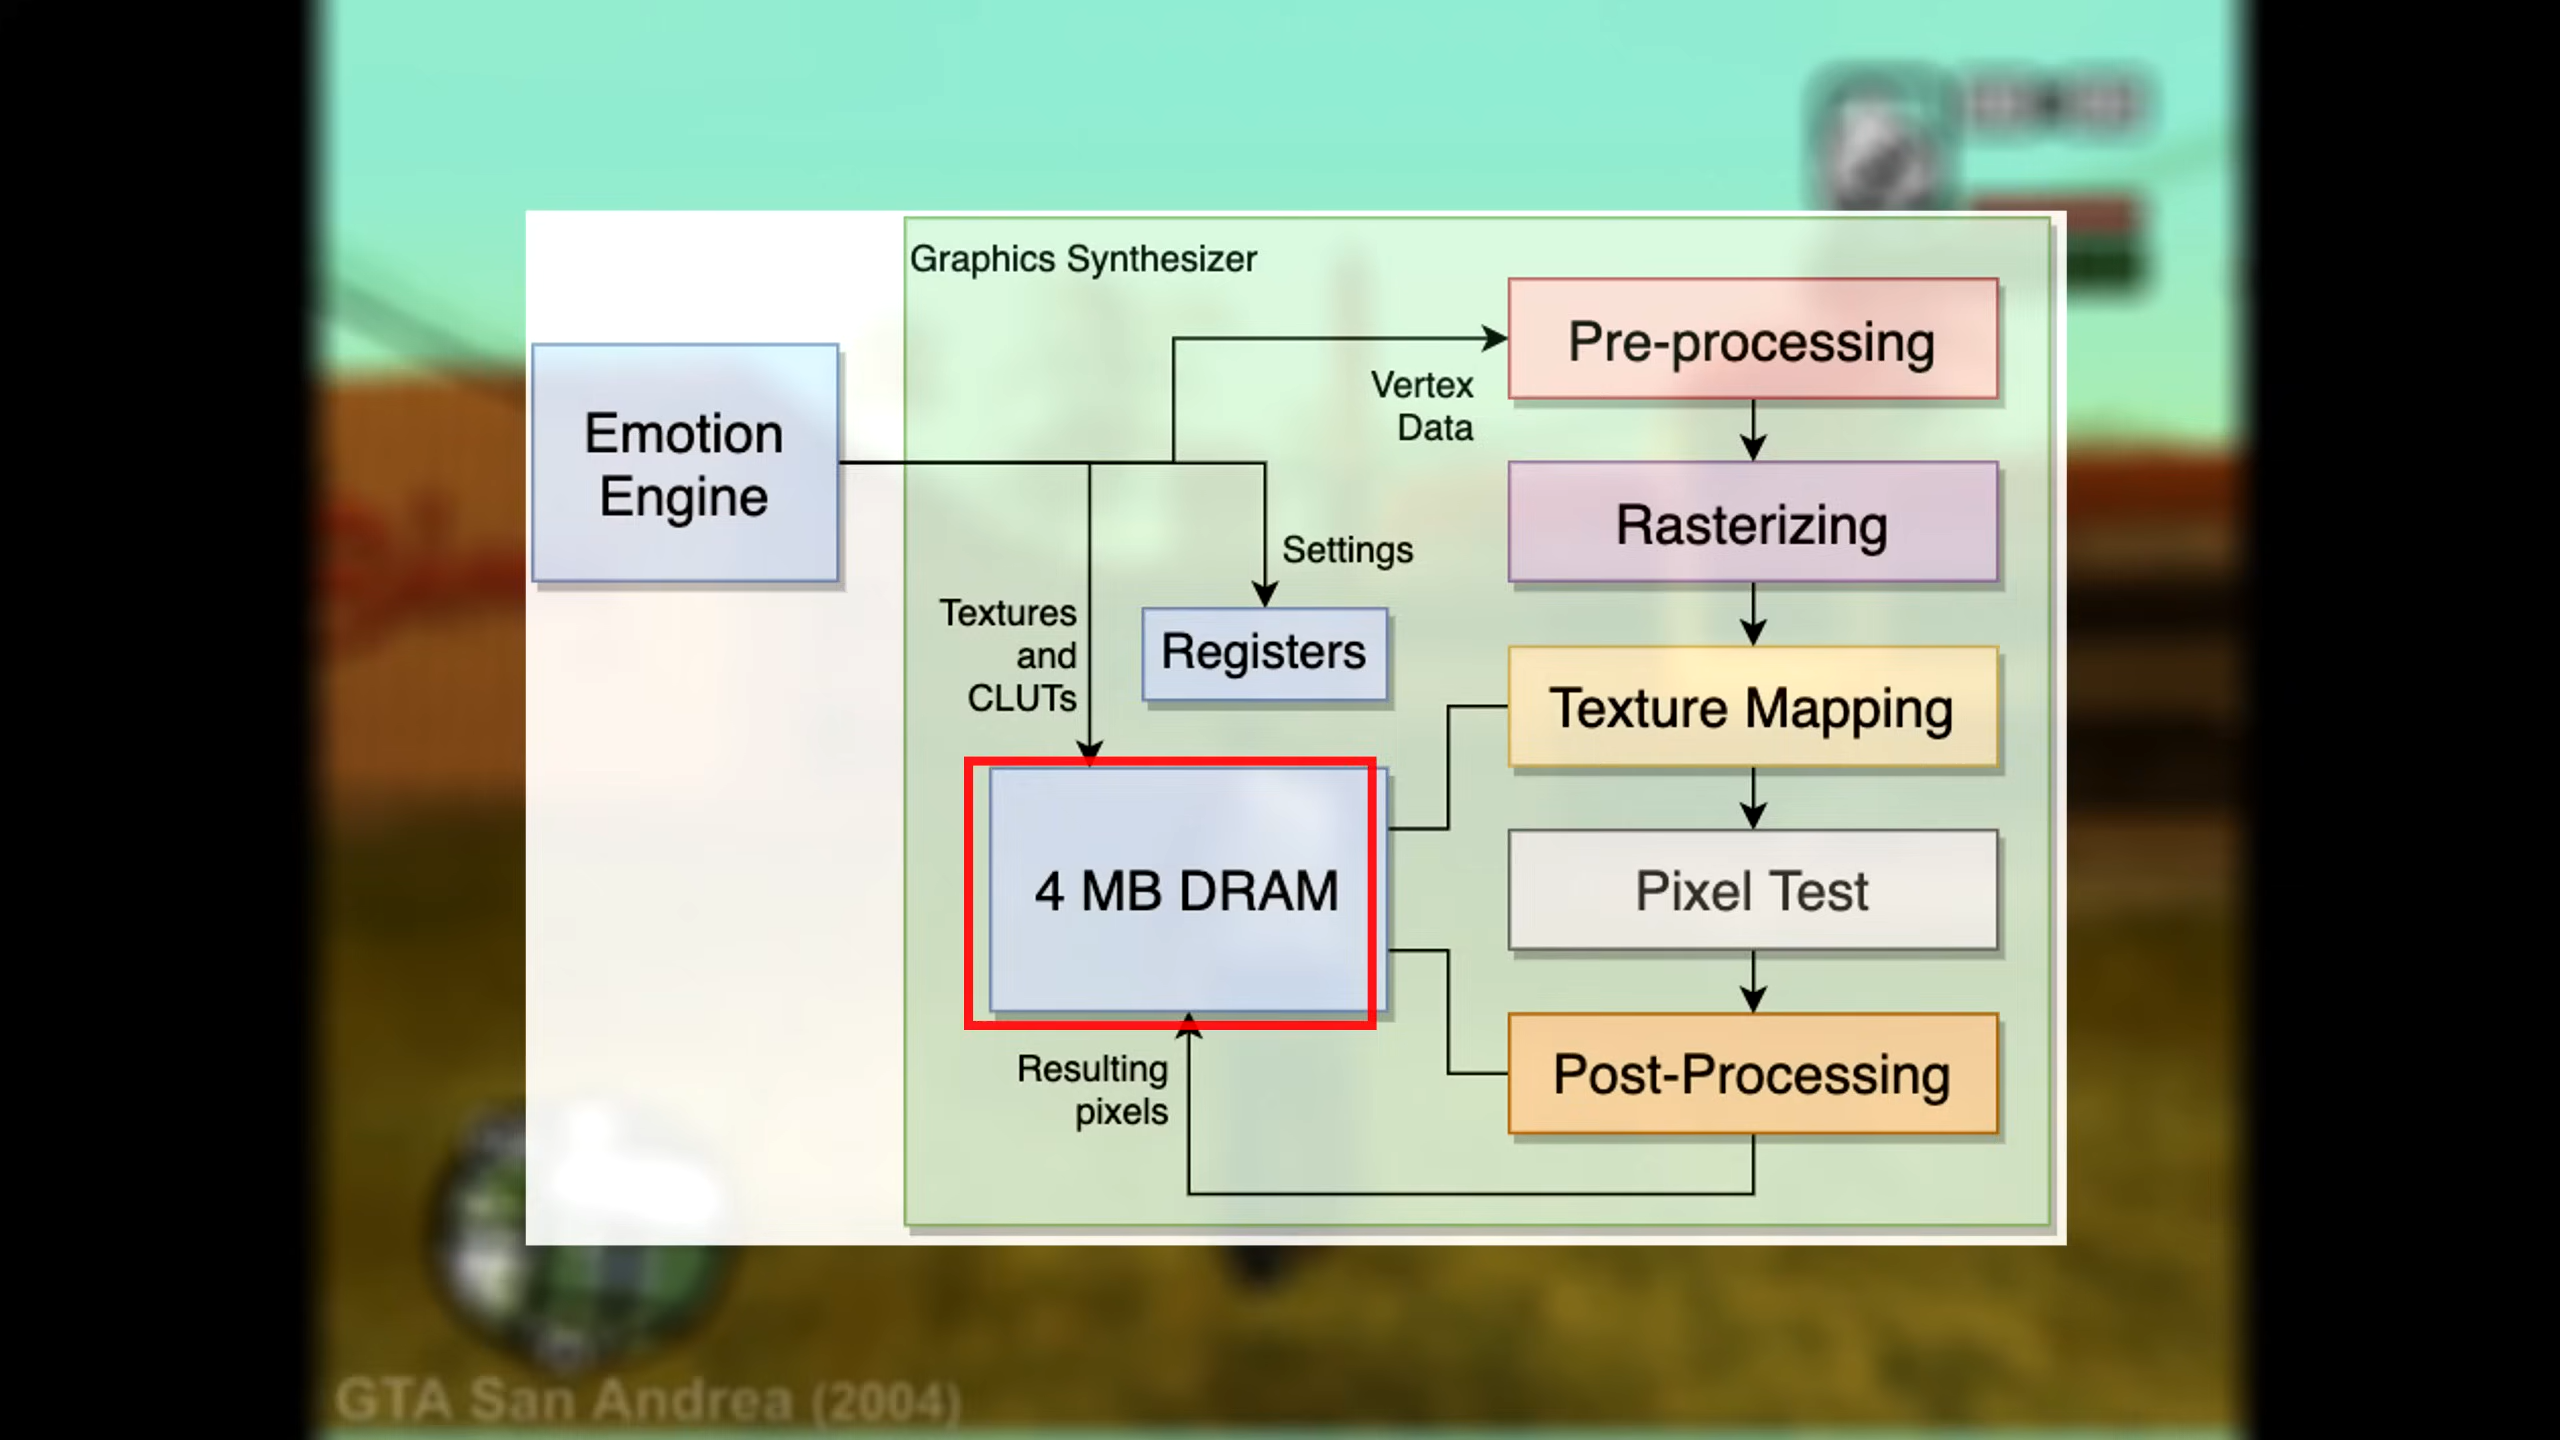 Graphics Synthesizer
Pre-processing
Vertex
Data
Emotion
Engine
Rasterizing
Settings
Textures
and
CLUTs
Registers
Texture Mapping
4 MB DRAM
Pixel Test
Resulting
pixels
Post-Processing
GTA San Andrea (2004)